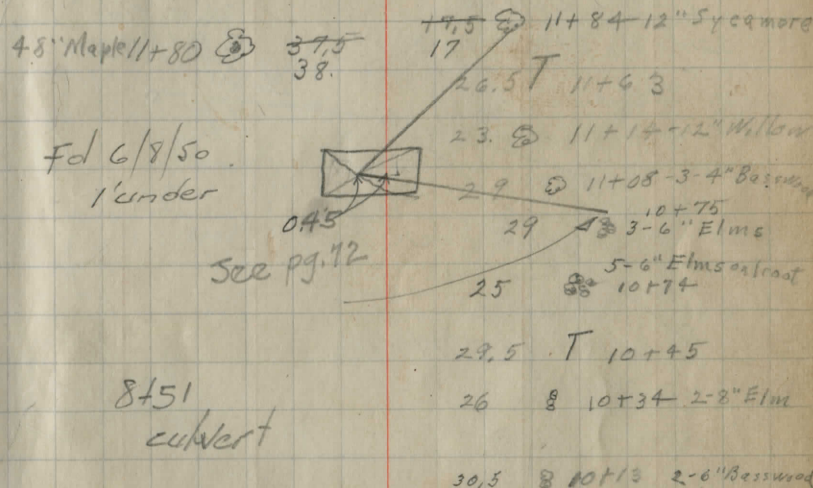 17.5 11+84-12" Sycamore
48" Maple 11+80 37.5 17
38.
26.5 T 11+63
23. 11+14-12" Willow
Fd 6/8/50.
1' under
29 11+08-3-4" Basswood
0.45
10+75
29 3-6" Elms
See pg. 72
5-6" Elms on 1 root
25 10+74
29.5 T 10+45
8+51
culvert
26 10+34 2-8" Elm
30.5 10+13 2-6" Basswood